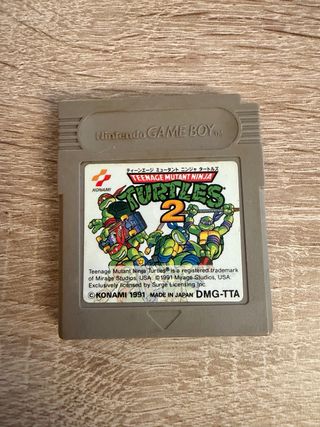 Nintendo GAME BOY TM
ティーンエージ ミュータント ニンジャ タートルズ
TEENAGE MUTANT NINJA
TURTLES
2
KONAMI
Teenage Mutant Ninja Turtles® is a registered trademark
of Mirage Studios, USA. ©1991 Mirage Studios, USA.
Exclusively licensed by Surge Licensing Inc.
©KONAMI 1991 MADE IN JAPAN DMG-TTA